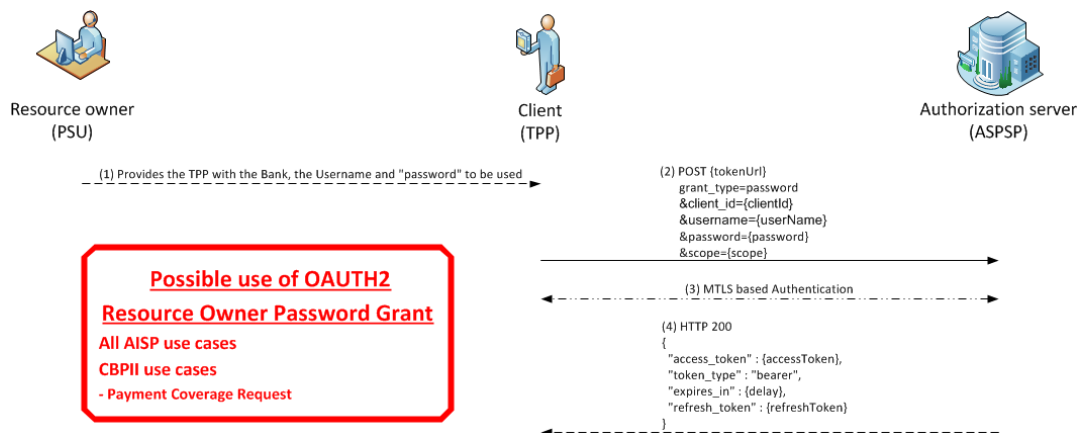 Resource owner
(PSU)
Client
(TPP)
Authorization server
(ASPSP)
(1) Provides the TPP with the Bank, the Username and "password" to be used
(2) POST {tokenUrl}
grant_type=password
&client_id={clientId}
&username={userName}
&password={password}
&scope={scope}
Possible use of OAUTH2
Resource Owner Password Grant
All AISP use cases
CBPII use cases
- Payment Coverage Request
(3) MTLS based Authentication
(4) HTTP 200
{
"access_token" : {accessToken},
"token_type" : "bearer",
"expires_in" : {delay},
"refresh_token" : {refreshToken}
}